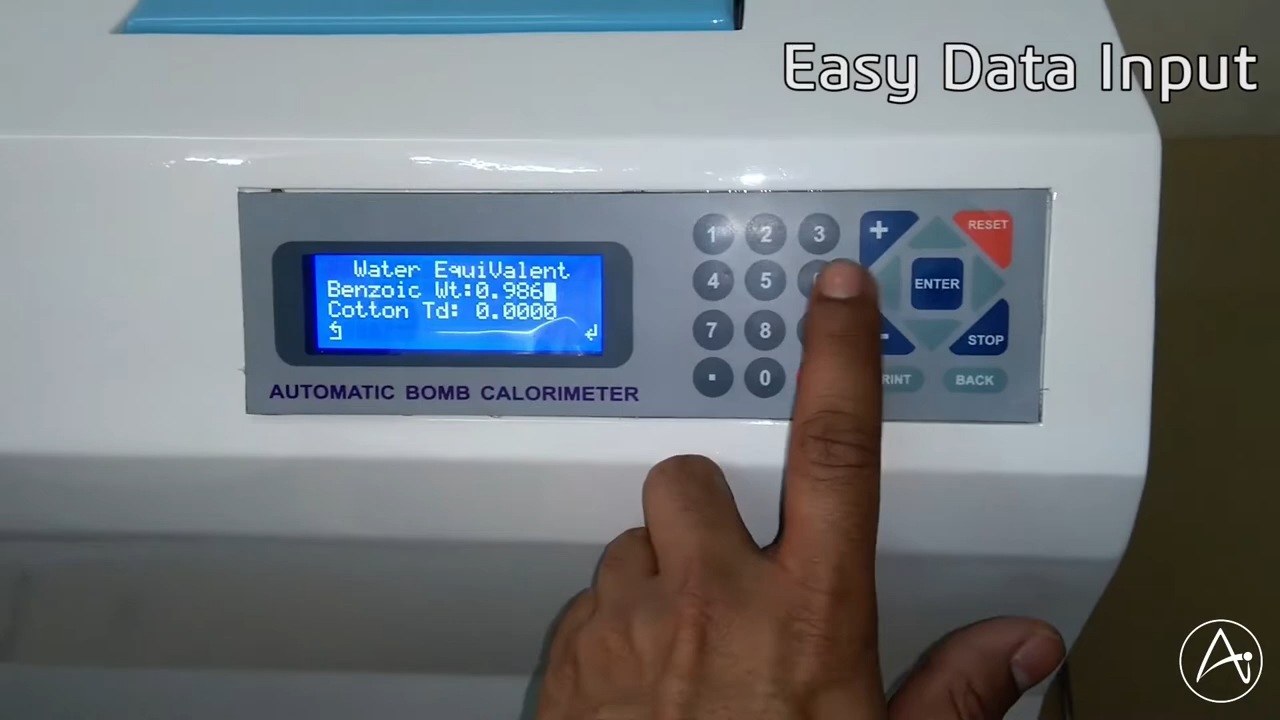 Easy Data Input
Water EquiValent
Benzoic Wt:0.986
Cotton Td: 0.0000
AUTOMATIC BOMB CALORIMETER
1 2 3
4 5
7 8
. 0
+
-
RESET
ENTER
STOP
BACK